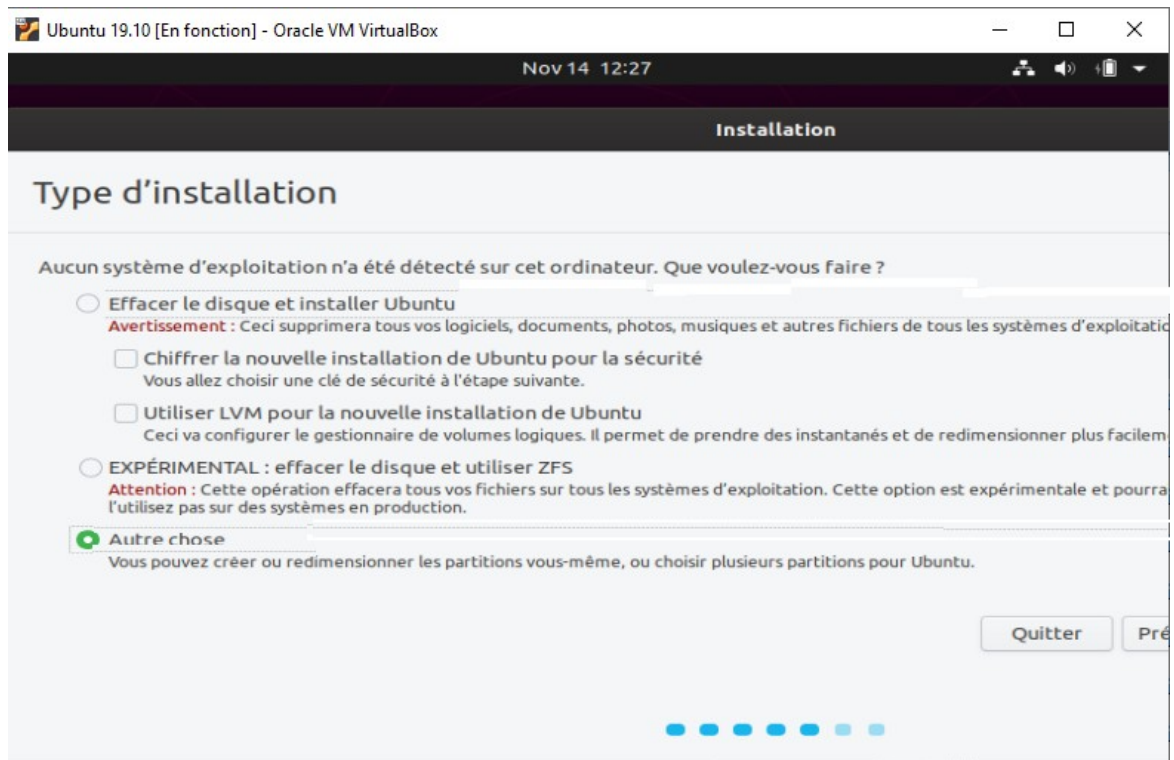 Ubuntu 19.10 [En fonction] - Oracle VM VirtualBox
Nov 14 12:27
Installation
Type d'installation
Aucun système d'exploitation n'a été détecté sur cet ordinateur. Que voulez-vous faire ?
Effacer le disque et installer Ubuntu
Avertissement : Ceci supprimera tous vos logiciels, documents, photos, musiques et autres fichiers de tous les systèmes d'exploitatio
Chiffrer la nouvelle installation de Ubuntu pour la sécurité
Vous allez choisir une clé de sécurité à l'étape suivante.
Utiliser LVM pour la nouvelle installation de Ubuntu
Ceci va configurer le gestionnaire de volumes logiques. Il permet de prendre des instantanés et de redimensionner plus facilem
EXPÉRIMENTAL : effacer le disque et utiliser ZFS
Attention : Cette opération effacera tous vos fichiers sur tous les systèmes d'exploitation. Cette option est expérimentale et pourra
l'utilisez pas sur des systèmes en production.
Autre chose
Vous pouvez créer ou redimensionner les partitions vous-même, ou choisir plusieurs partitions pour Ubuntu.
Quitter Pré